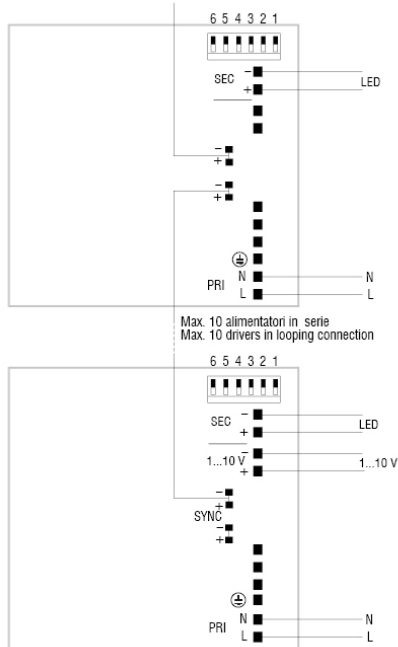 6 5 4 3 2 1
SEC
−
+
LED
−
+
−
+
N
N
PRI
L
L
Max. 10 alimentatori in serie
Max. 10 drivers in looping connection
6 5 4 3 2 1
SEC
−
+
LED
1...10 V
−
+
1...10 V
−
+
SYNC
−
+
N
N
PRI
L
L